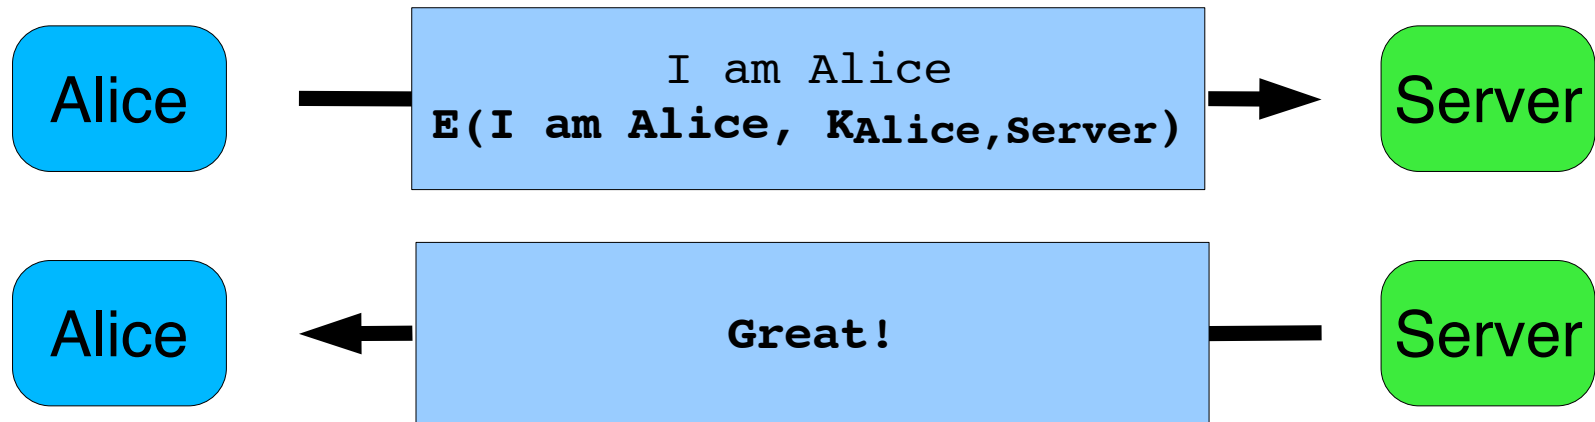 Alice
I am Alice
E(I am Alice, KAlice,Server)
Server
Alice
Great!
Server